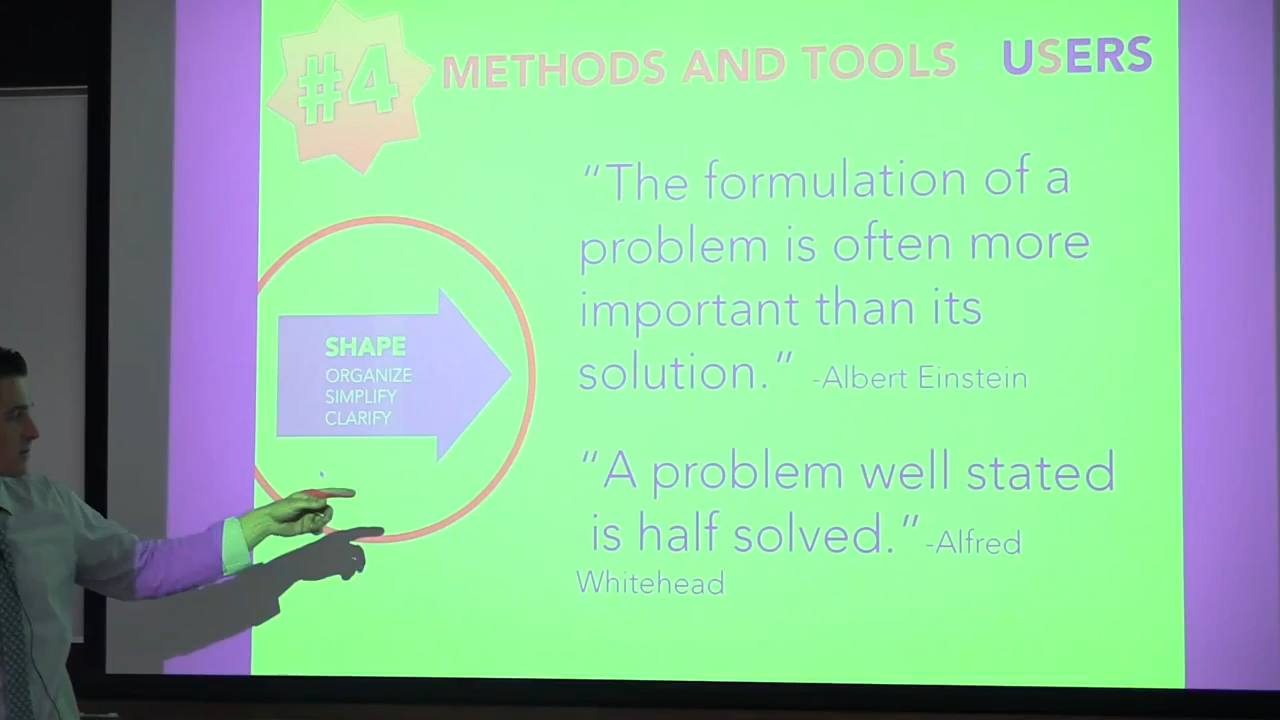 #4
METHODS AND TOOLS USERS
“The formulation of a
problem is often more
important than its
solution.” -Albert Einstein
SHAPE
ORGANIZE
SIMPLIFY
CLARIFY
“A problem well stated
is half solved.”-Alfred
Whitehead